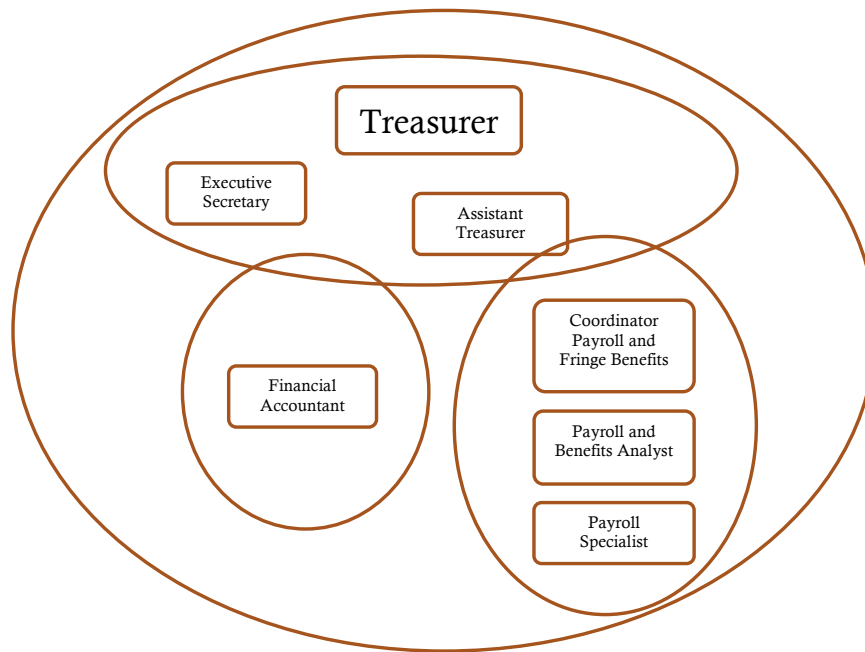 Treasurer
Executive
Secretary
Assistant
Treasurer
Financial
Accountant
Coordinator
Payroll and
Fringe Benefits
Payroll and
Benefits Analyst
Payroll
Specialist